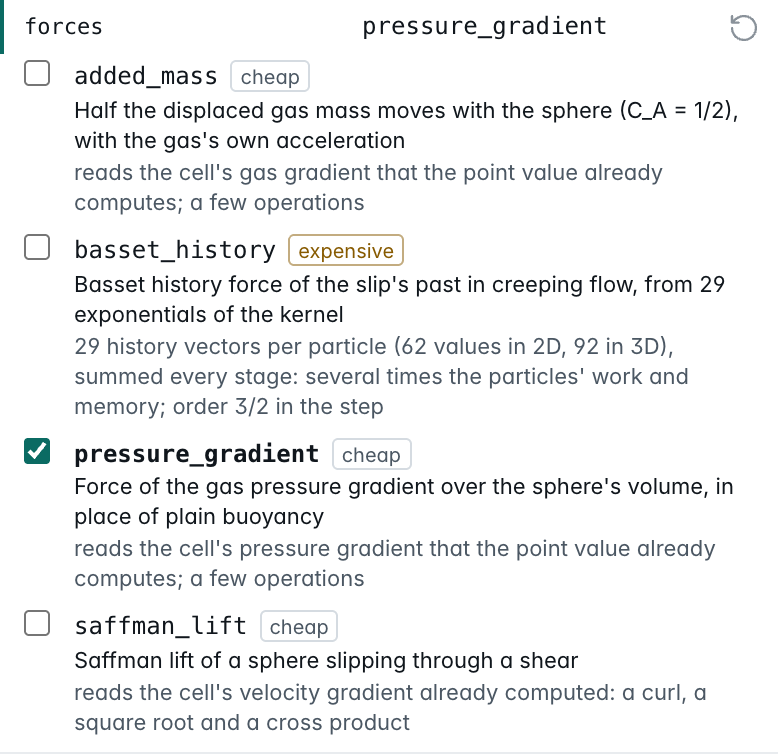 forces pressure_gradient
added_mass cheap
Half the displaced gas mass moves with the sphere (C_A = 1/2),
with the gas's own acceleration
reads the cell's gas gradient that the point value already
computes; a few operations
basset_history expensive
Basset history force of the slip's past in creeping flow, from 29
exponentials of the kernel
29 history vectors per particle (62 values in 2D, 92 in 3D),
summed every stage: several times the particles' work and
memory; order 3/2 in the step
pressure_gradient cheap
Force of the gas pressure gradient over the sphere's volume, in
place of plain buoyancy
reads the cell's pressure gradient that the point value already
computes; a few operations
saffman_lift cheap
Saffman lift of a sphere slipping through a shear
reads the cell's velocity gradient already computed: a curl, a
square root and a cross product